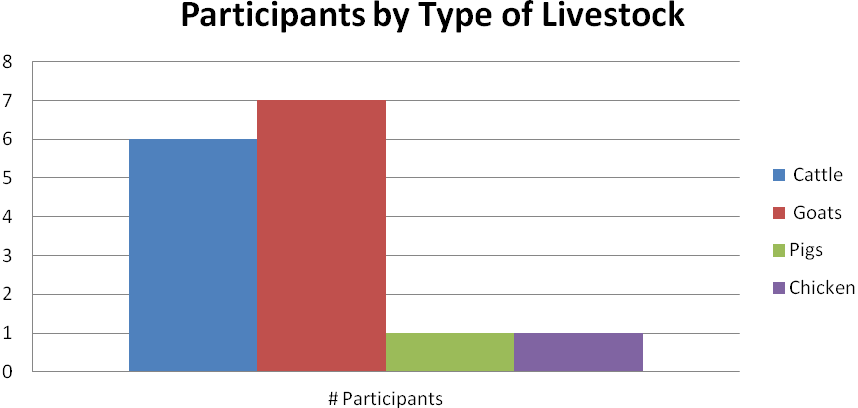 Participants by Type of Livestock
8
7
6
5
4
3
2
1
0
# Participants
Cattle
Goats
Pigs
Chicken